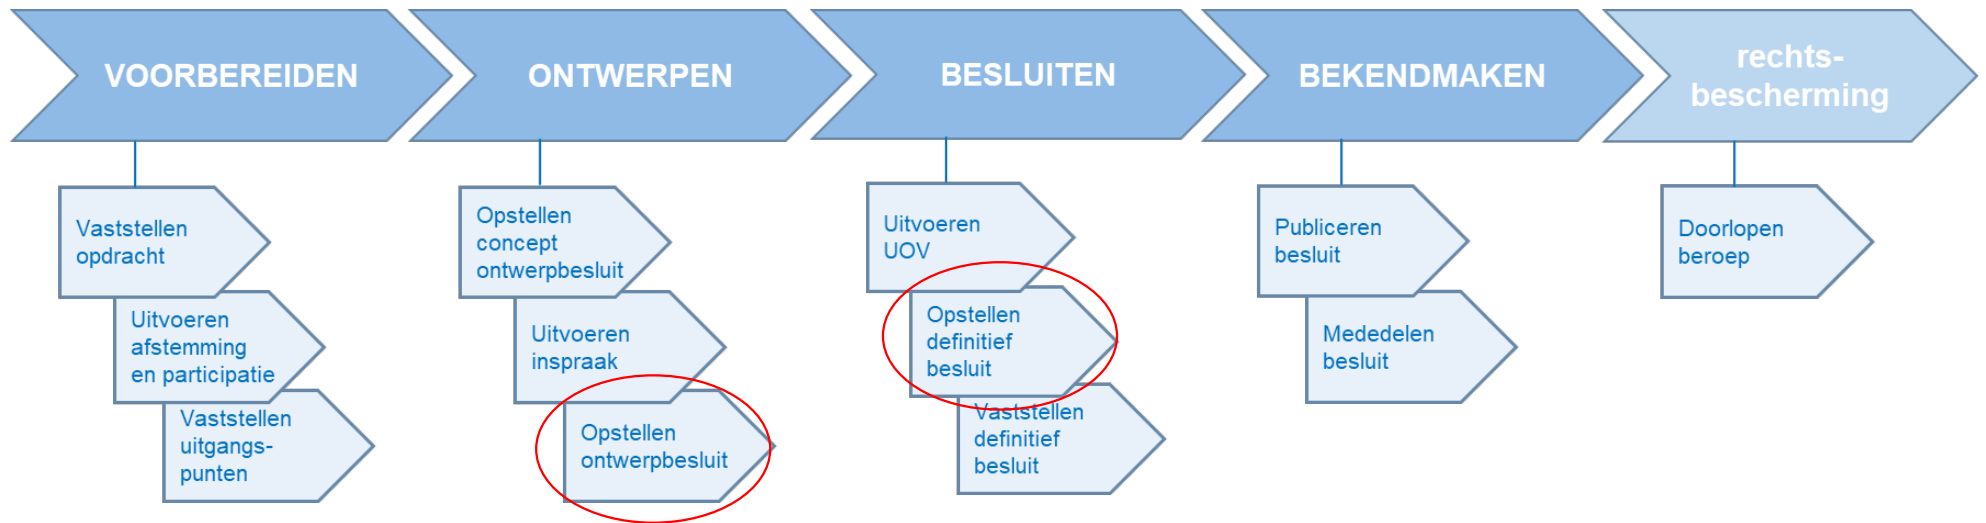 VOORBEREIDEN
ONTWERPEN
BESLUITEN
BEKENDMAKEN
rechts-
bescherming
Vaststellen
opdracht
Uitvoeren
afstemming
en participatie
Vaststellen
uitgangs-
punten
Opstellen
concept
ontwerpbesluit
Uitvoeren
inspraak
Opstellen
ontwerpbesluit
Uitvoeren
UOV
Opstellen
definitief
besluit
Vaststellen
definitief
besluit
Publiceren
besluit
Mededelen
besluit
Doorlopen
beroep